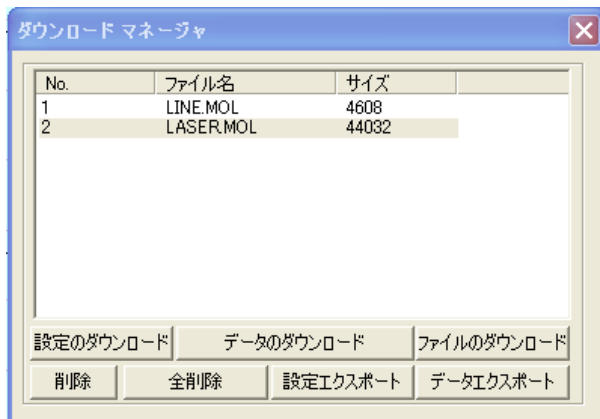 ダウンロード マネージャ
No. ファイル名 サイズ
1 LINE.MOL 4608
2 LASER.MOL 44032
設定のダウンロード データのダウンロード ファイルのダウンロード
削除 全削除 設定エクスポート データエクスポート